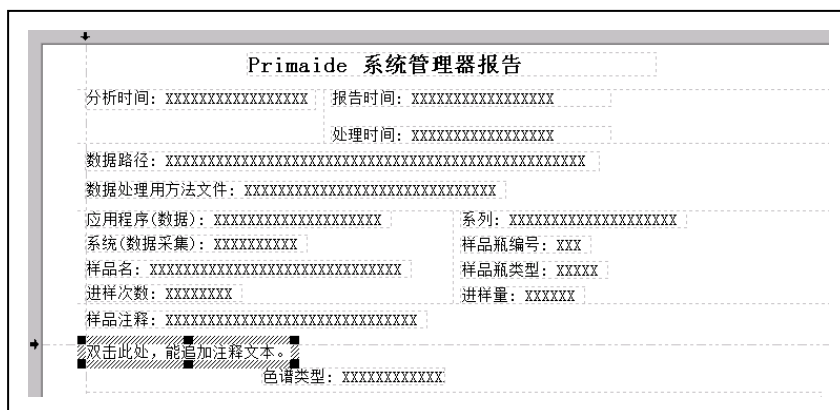 Primaide 系统管理器报告
分析时间: XXXXXXXXXXXXXXXXX 报告时间: XXXXXXXXXXXXXXXXX
处理时间: XXXXXXXXXXXXXXXXX
数据路径: XXXXXXXXXXXXXXXXXXXXXXXXXXXXXXXXXXXXXXXXXXXXXXXXXX
数据处理用方法文件: XXXXXXXXXXXXXXXXXXXXXXXXXXXXXX
应用程序(数据): XXXXXXXXXXXXXXXXXXXX 系列: XXXXXXXXXXXXXXXXXXXX
系统(数据采集): XXXXXXXXXX 样品瓶编号: XXX
样品名: XXXXXXXXXXXXXXXXXXXXXXXXXXXXXX 样品瓶类型: XXXXX
进样次数: XXXXXXXX 进样量: XXXXXX
样品注释: XXXXXXXXXXXXXXXXXXXXXXXXXXXXXX
双击此处，能追加注释文本。
色谱类型: XXXXXXXXXXXX